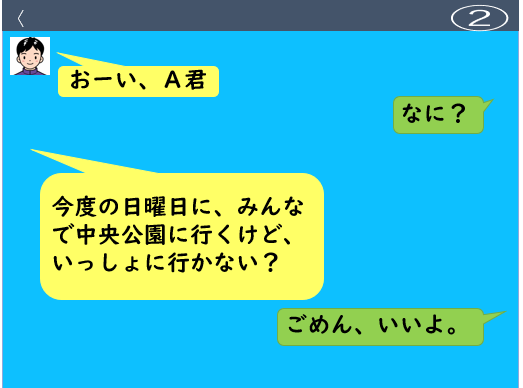 〈
②
おーい、A君
なに？
今度の日曜日に、みんな
で中央公園に行くけど、
いっしょに行かない？
ごめん、いいよ。